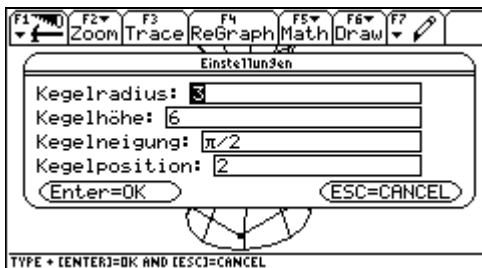 F1 F2 F3 F4 F5 F6 F7
Zoom Trace ReGraph Math Draw
Einstellungen
Kegelradius: 3
Kegelhöhe: 6
Kegelneigung: π/2
Kegelposition: 2
Enter=OK ESC=CANCEL
TYPE + [ENTER]=OK AND [ESC]=CANCEL